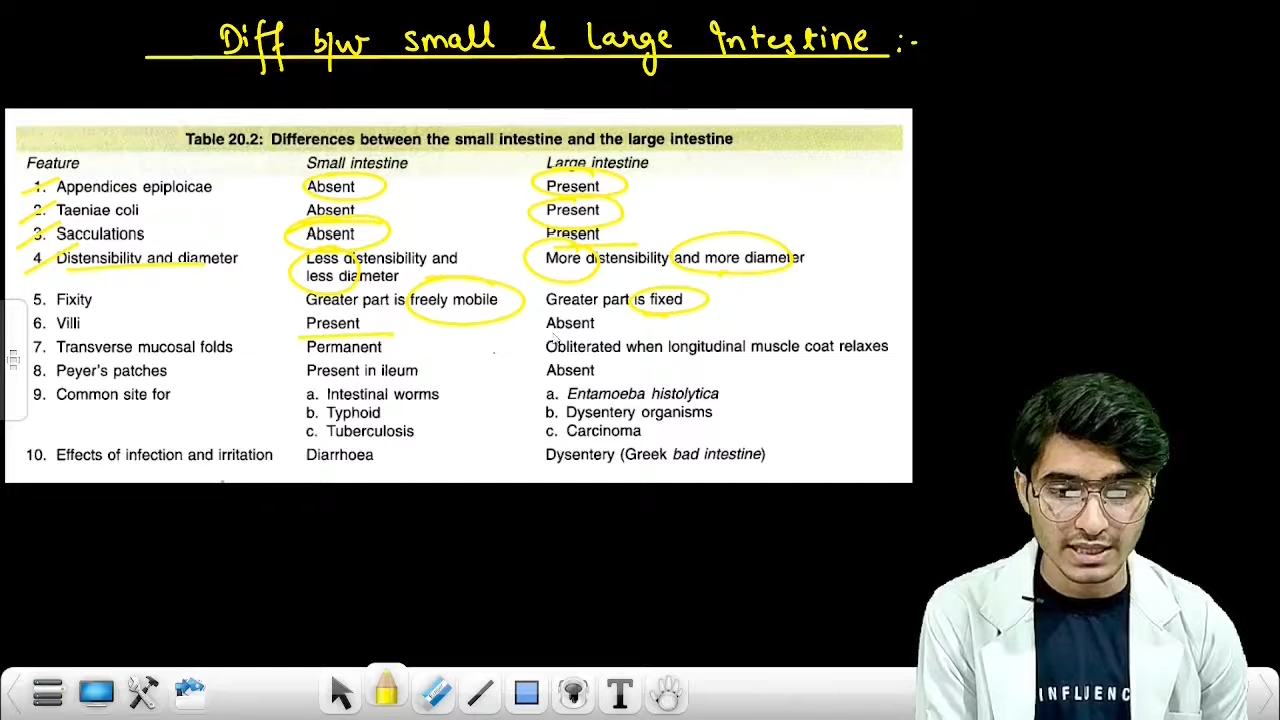 Diff b/w small & large Intestine :-
Table 20.2: Differences between the small intestine and the large intestine
Feature Small intestine Large intestine
1. Appendices epiploicae Absent Present
2. Taeniae coli Absent Present
3. Sacculations Absent Present
4. Distensibility and diameter Less distensibility and More distensibility and more diameter
less diameter
5. Fixity Greater part is freely mobile Greater part is fixed
6. Villi Present Absent
7. Transverse mucosal folds Permanent Obliterated when longitudinal muscle coat relaxes
8. Peyer's patches Present in ileum Absent
9. Common site for a. Intestinal worms a. Entamoeba histolytica
b. Typhoid b. Dysentery organisms
c. Tuberculosis c. Carcinoma
10. Effects of infection and irritation Diarrhoea Dysentery (Greek bad intestine)
INFLUENC
T